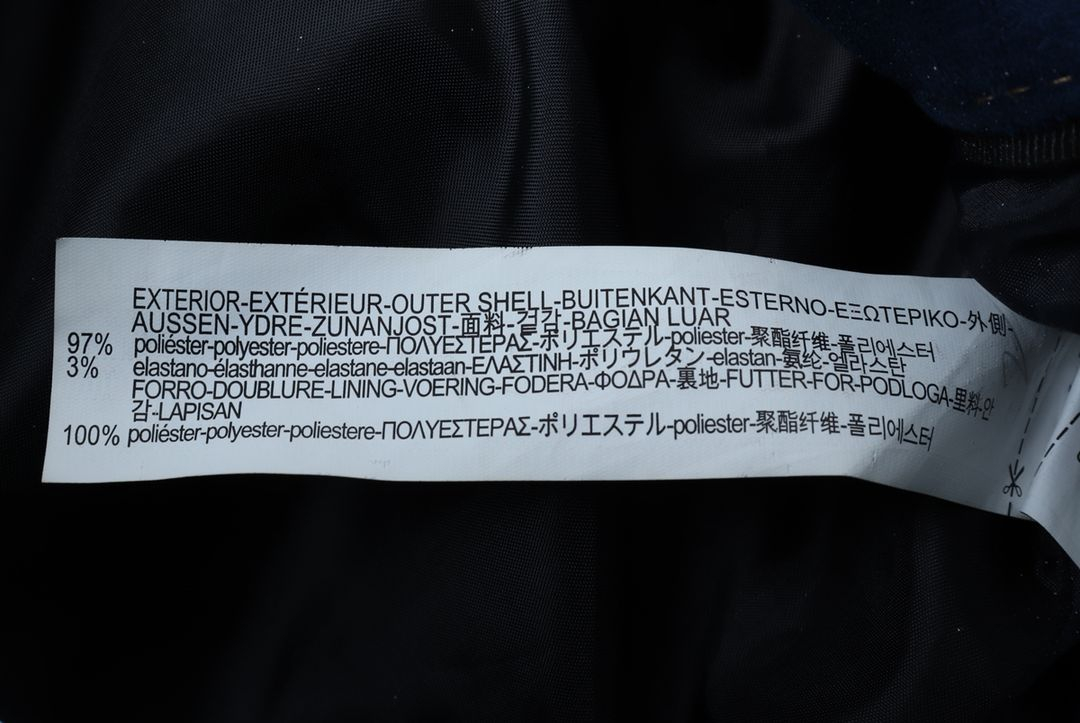 EXTERIOR-EXTÉRIEUR-OUTER SHELL-BUITENKANT-ESTERNO-ΕΞΩΤΕΡΙΚΟ-外側-
AUSSEN-YDRE-ZUNANJOST-面料-겉감-BAGIAN LUAR
97% poliéster-polyester-poliestere-ΠΟΛΥΕΣΤΕΡΑΣ-ポリエステル-poliester-聚酯纤维-폴리에스터
3% elastano-élasthanne-elastane-elastaan-ΕΛΑΣΤΙΝΗ-ポリウレタン-elastan-氨纶-엘라스탄
FORRO-DOUBLURE-LINING-VOERING-FODERA-ΦΟΔΡΑ-裏地-FUTTER-FOR-PODLOGA-里料-안
감-LAPISAN
100% poliéster-polyester-poliestere-ΠΟΛΥΕΣΤΕΡΑΣ-ポリエステル-poliester-聚酯纤维-폴리에스터